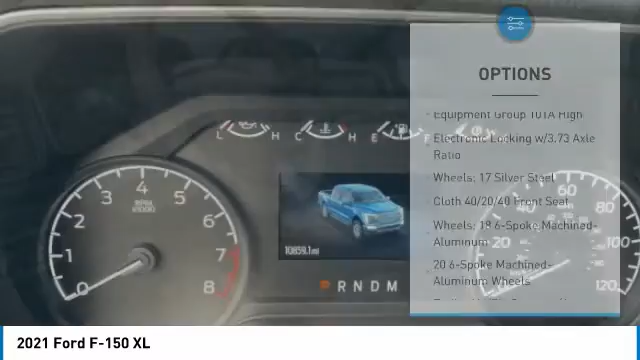 OPTIONS
Equipment Group 101A High
Electronic Locking w/3.73 Axle
Ratio
Wheels: 17 Silver Steel
Cloth 40/20/40 Front Seat
Wheels: 18 6-Spoke Machined-
Aluminum
20 6-Spoke Machined-
Aluminum Wheels
L H C H E F
RPM
X1000
0 1 2 3 4 5 6 7 8
10859.1 mi
R N D M
20 40 60 80 100 120
2021 Ford F-150 XL